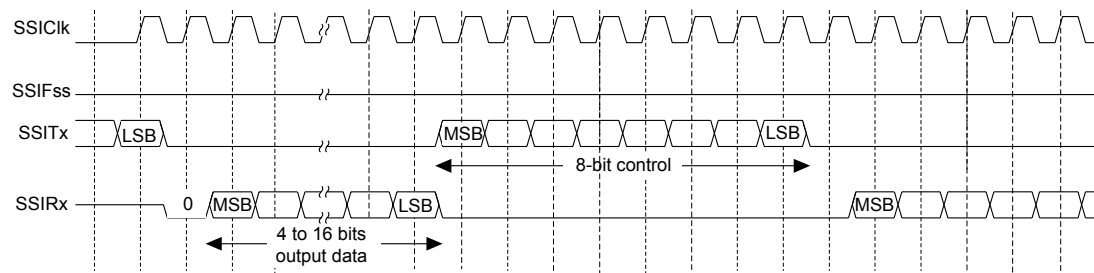 SSIClk
SSIFss
SSITx
LSB
MSB
LSB
8-bit control
SSIRx
0
MSB
LSB
MSB
4 to 16 bits
output data